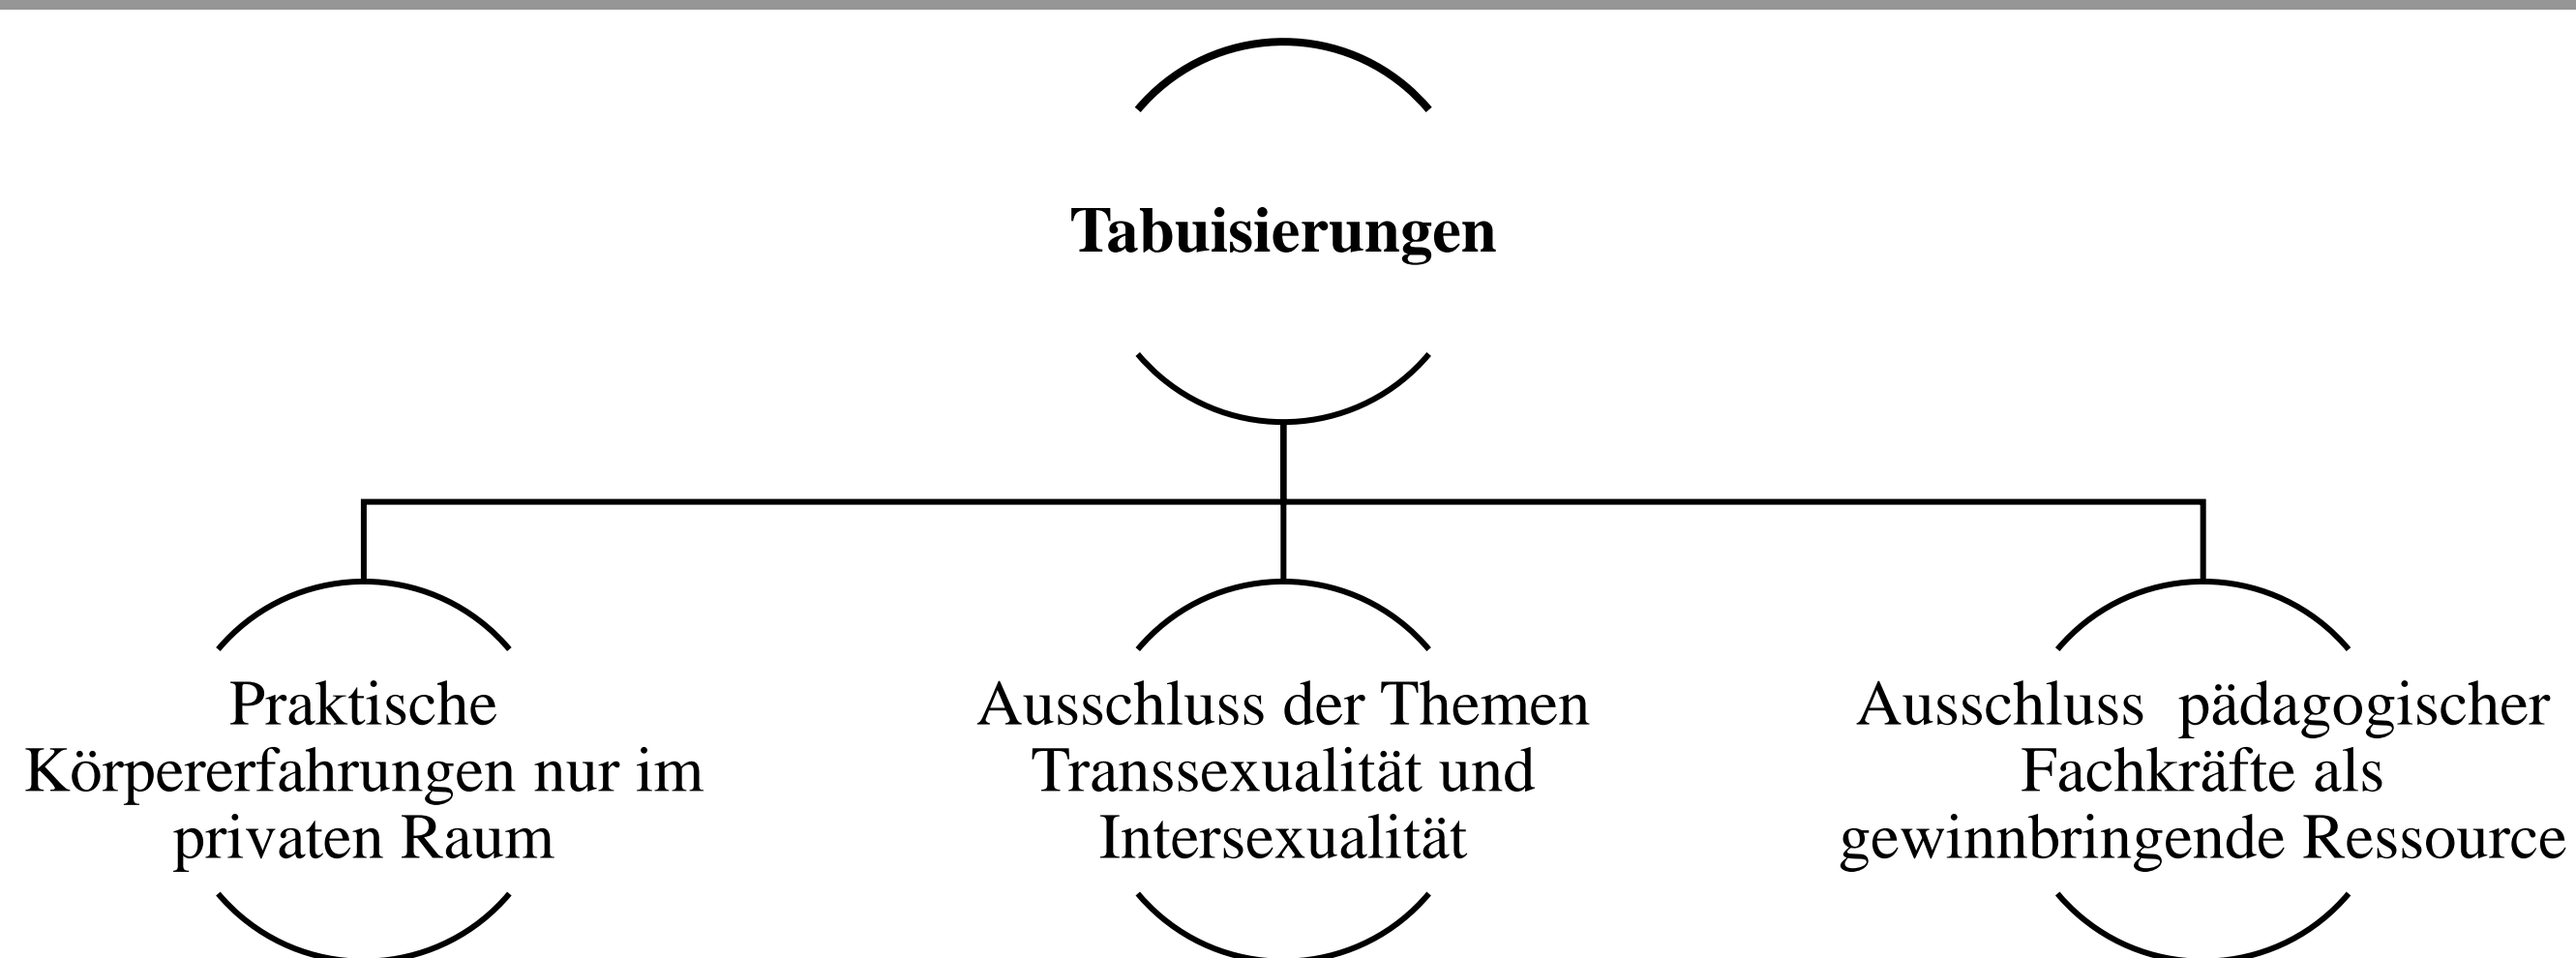 Tabuisierungen
Praktische
Körpererfahrungen nur im
privaten Raum
Ausschluss der Themen
Transsexualität und
Intersexualität
Ausschluss  pädagogischer
Fachkräfte als
gewinnbringende Ressource